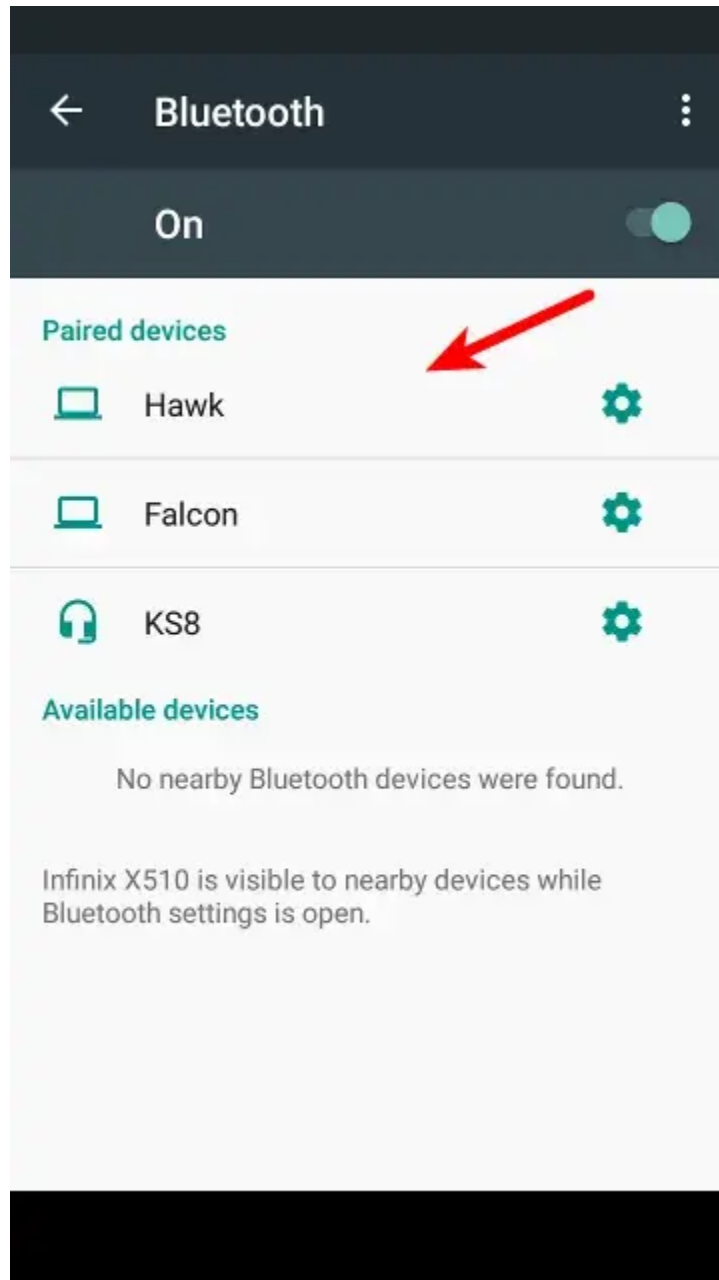 Bluetooth
On
Paired devices
Hawk
Falcon
KS8
Available devices
No nearby Bluetooth devices were found.
Infinix X510 is visible to nearby devices while
Bluetooth settings is open.